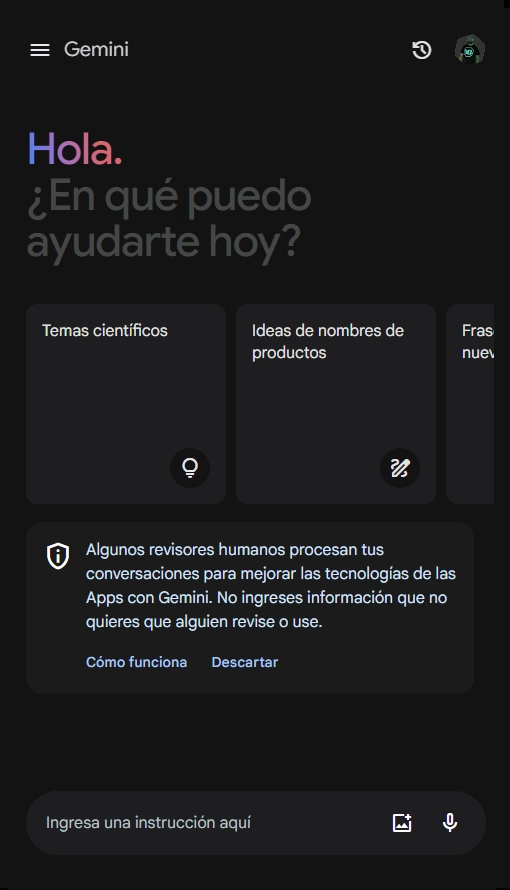 Gemini
Hola.
¿En qué puedo
ayudarte hoy?
Temas científicos
Ideas de nombres de
productos
Algunos revisores humanos procesan tus
conversaciones para mejorar las tecnologías de las
Apps con Gemini. No ingreses información que no
quieres que alguien revise o use.
Cómo funciona Descartar
Ingresa una instrucción aquí